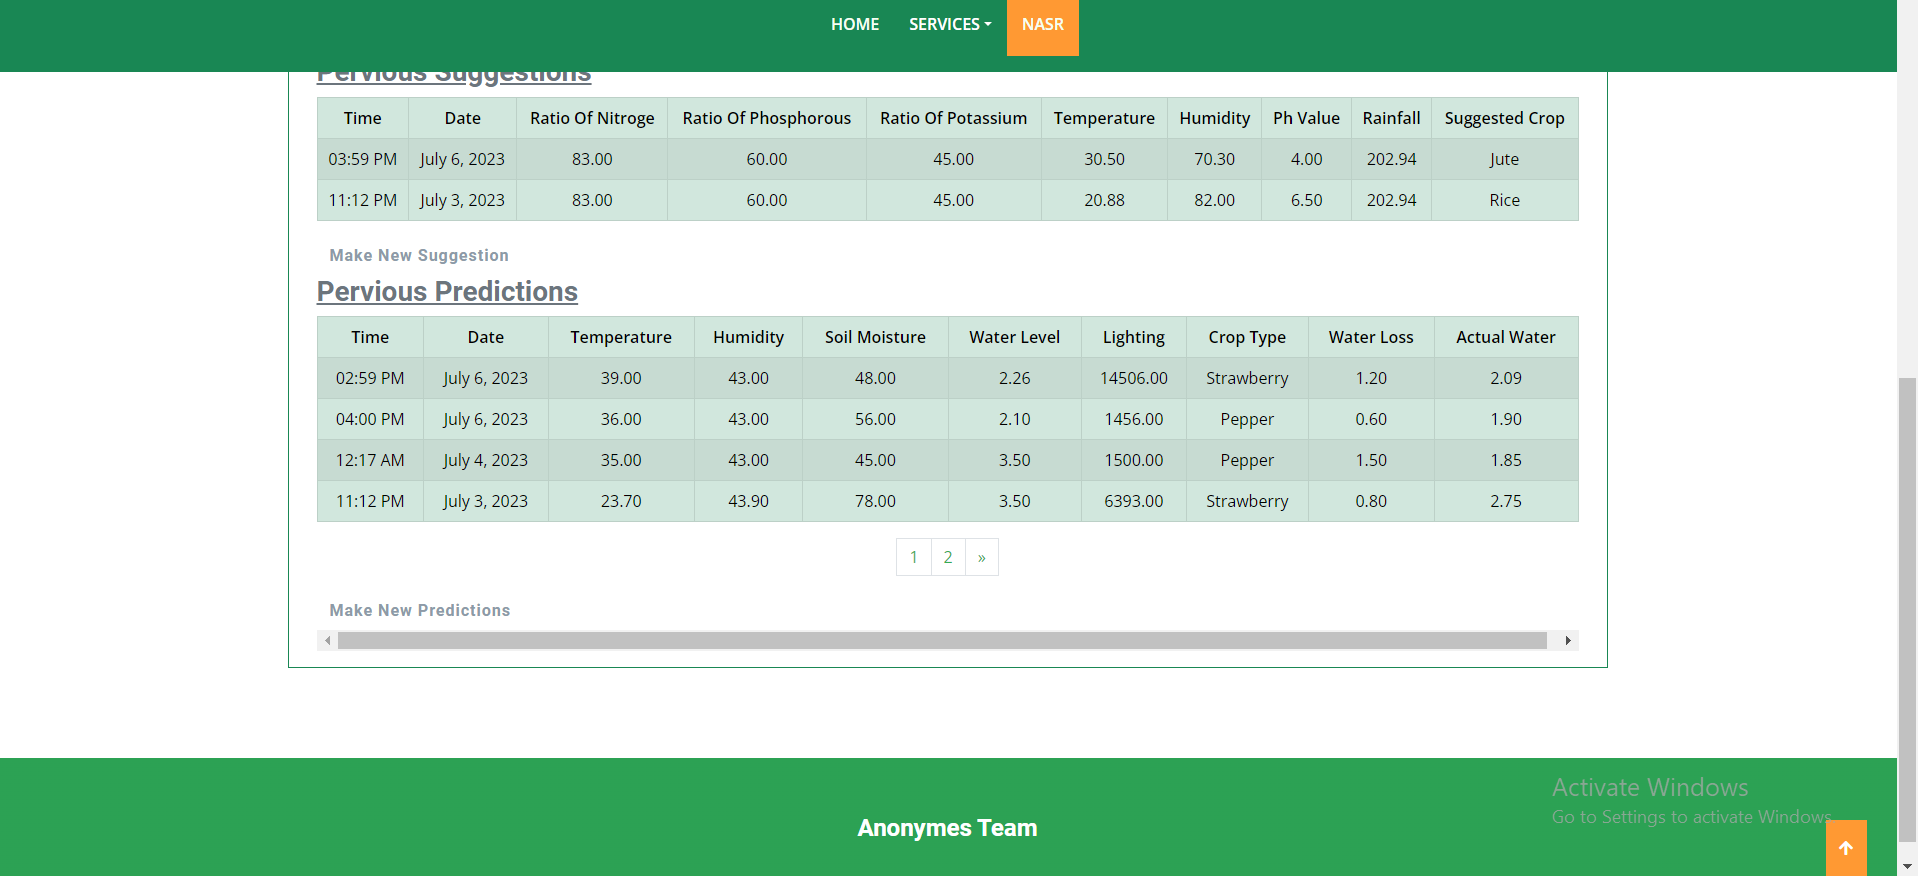 HOME SERVICES NASR
Pervious Suggestions
Time Date Ratio Of Nitroge Ratio Of Phosphorous Ratio Of Potassium Temperature Humidity Ph Value Rainfall Suggested Crop
03:59 PM July 6, 2023 83.00 60.00 45.00 30.50 70.30 4.00 202.94 Jute
11:12 PM July 3, 2023 83.00 60.00 45.00 20.88 82.00 6.50 202.94 Rice
Make New Suggestion
Pervious Predictions
Time Date Temperature Humidity Soil Moisture Water Level Lighting Crop Type Water Loss Actual Water
02:59 PM July 6, 2023 39.00 43.00 48.00 2.26 14506.00 Strawberry 1.20 2.09
04:00 PM July 6, 2023 36.00 43.00 56.00 2.10 1456.00 Pepper 0.60 1.90
12:17 AM July 4, 2023 35.00 43.00 45.00 3.50 1500.00 Pepper 1.50 1.85
11:12 PM July 3, 2023 23.70 43.90 78.00 3.50 6393.00 Strawberry 0.80 2.75
1 2 »
Make New Predictions
Activate Windows
Go to Settings to activate Windows.
Anonymes Team